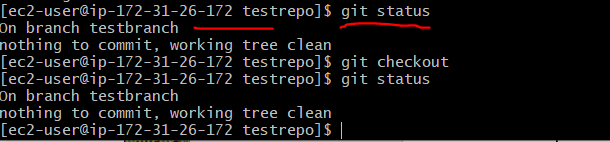 [ec2-user@ip-172-31-26-172 testrepo]$ git status
On branch testbranch
nothing to commit, working tree clean
[ec2-user@ip-172-31-26-172 testrepo]$ git checkout
[ec2-user@ip-172-31-26-172 testrepo]$ git status
On branch testbranch
nothing to commit, working tree clean
[ec2-user@ip-172-31-26-172 testrepo]$